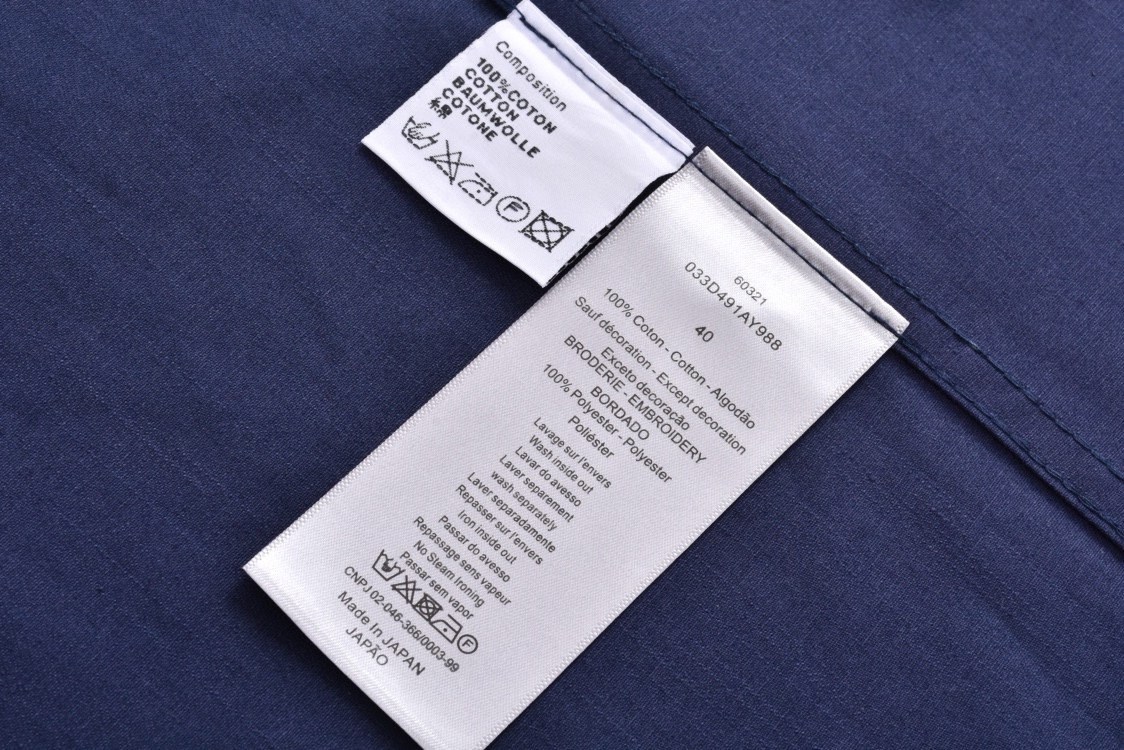 Composition
100%COTON
COTTON
BAUMWOLLE
COTONE
F
60321
033D491AY988
40
100% Coton - Cotton - Algodão
Sauf décoration - Except decoration
Exceto decoração
BRODERIE - EMBROIDERY
BORDADO
100% Polyester - Polyester
Poliéster
Lavage sur l'envers
Wash inside out
Lavar do avesso
Laver separement
wash separately
Laver separadamente
Repasser sur l'envers
Iron inside out
Passar do avesso
Repassage sens vapeur
No Steam Ironing
Passar sem vapor
F
CNPJ 02-046-366/0003-99
Made In JAPAN
JAPÃO